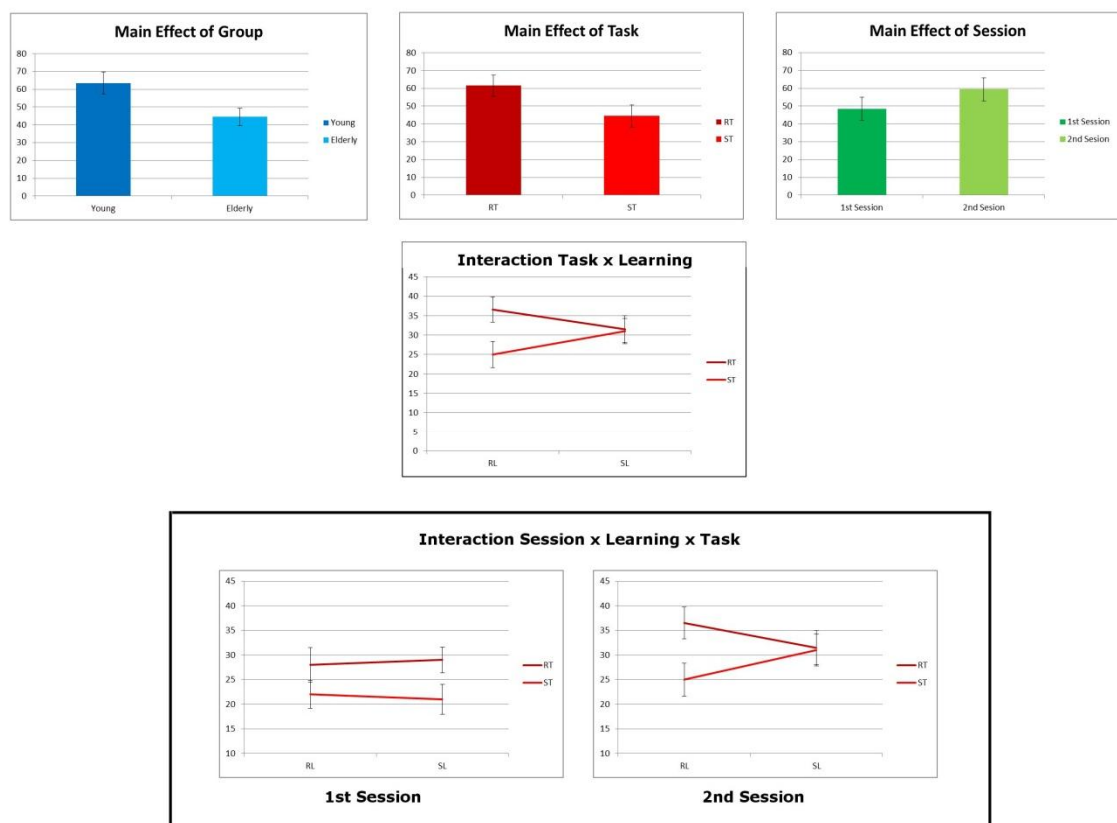 Main Effect of Group
80
70
60
50
40
30
20
10
0
Young
Elderly
Young
Elderly
Main Effect of Task
80
70
60
50
40
30
20
10
0
RT
ST
RT
ST
Main Effect of Session
80
70
60
50
40
30
20
10
0
1st Session
2nd Sesion
1st Session
2nd Sesion
Interaction Task x Learning
45
40
35
30
25
20
15
10
5
0
RL
SL
RT
ST
Interaction Session x Learning x Task
45
40
35
30
25
20
15
10
RL
SL
RT
ST
1st Session
45
40
35
30
25
20
15
10
RL
SL
RT
ST
2nd Session